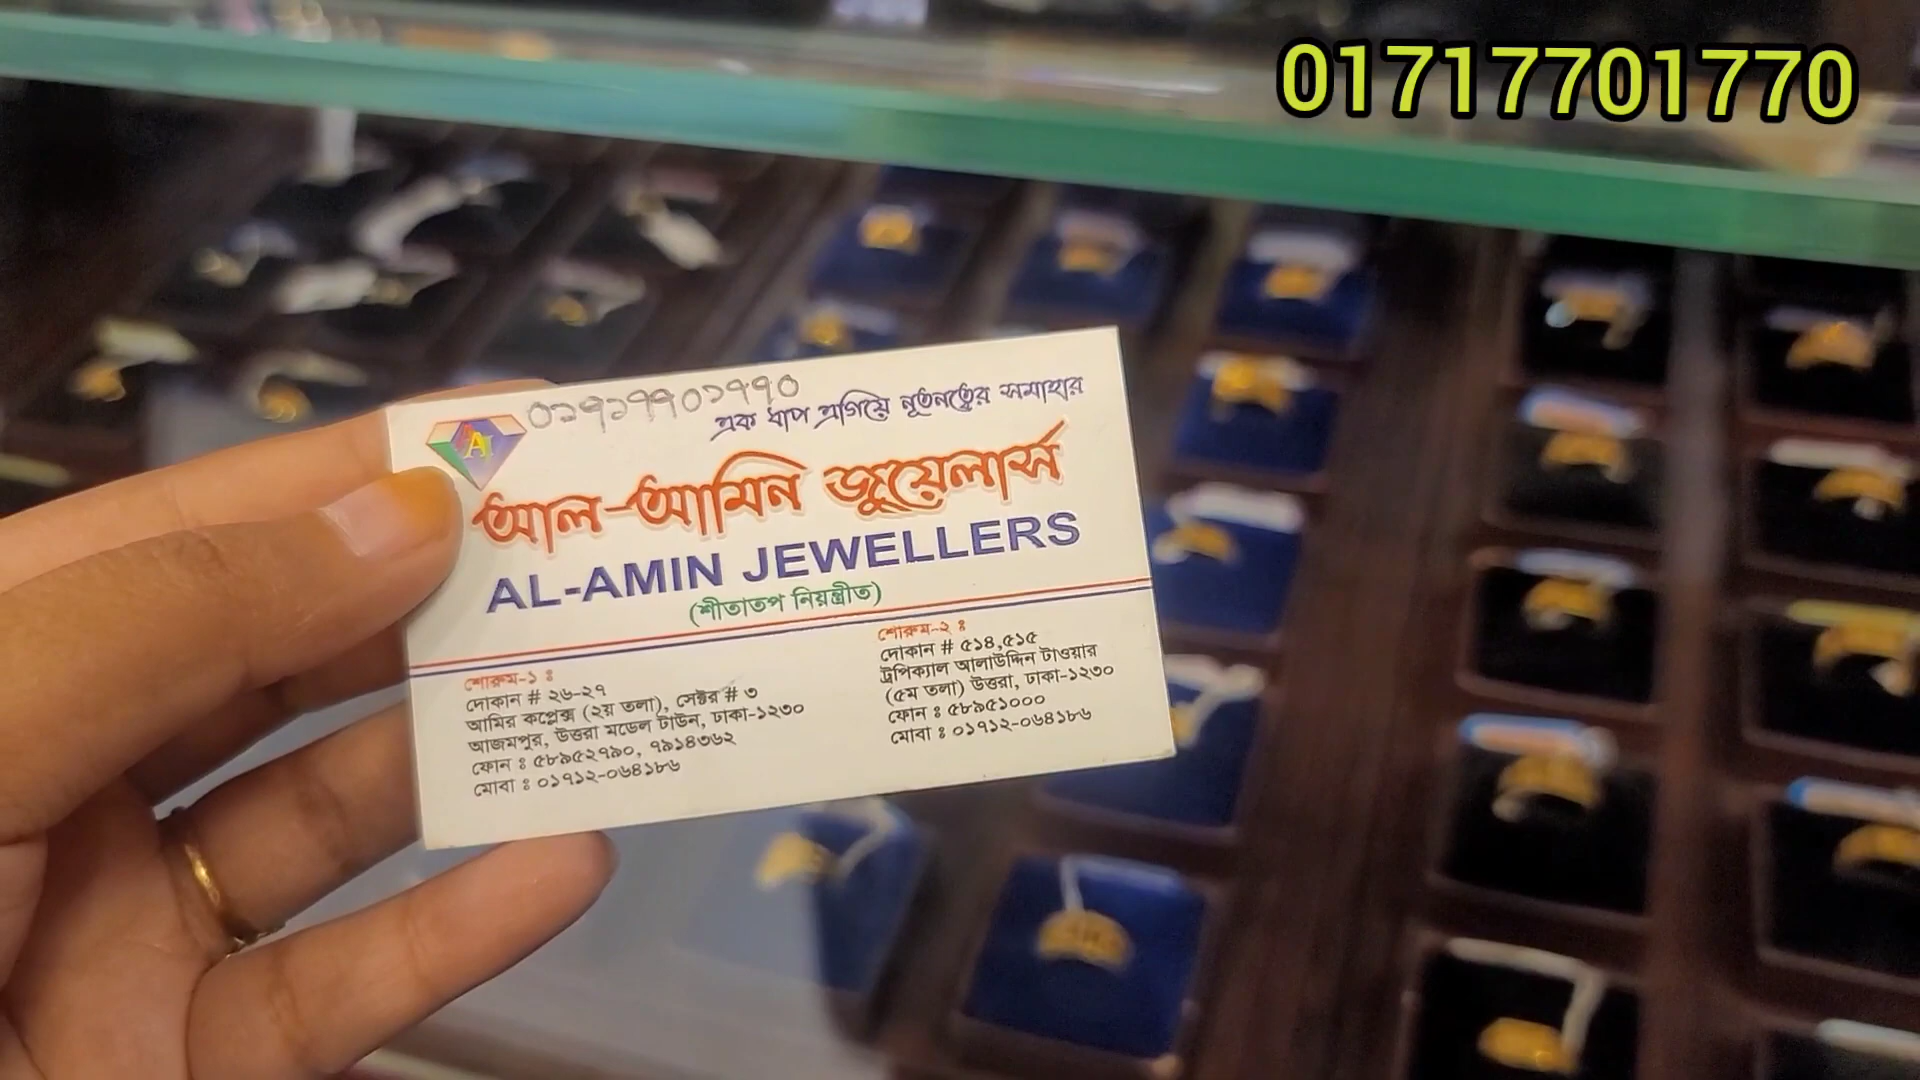 01717701770
০১৭১৭৭০১৭৭০
এক ধাপ এগিয়ে নূতনত্বের সমাহার
AI
আল-আমিন জুয়েলার্স
AL-AMIN JEWELLERS
(শীতাতপ নিয়ন্ত্রীত)
শোরুম-১ ঃ
দোকান # ২৬-২৭
আমির কপ্লেক্স (২য় তলা), সেক্টর # ৩
আজমপুর, উত্তরা মডেল টাউন, ঢাকা-১২৩০
ফোন ঃ ৫৮৯৫২৭৯০, ৭৯১৪৩৬২
মোবা ঃ ০১৭১২-০৬৪১৮৬
শোরুম-২ ঃ
দোকান # ৫১৪,৫১৫
ট্রপিক্যাল আলাউদ্দিন টাওয়ার
(৫ম তলা) উত্তরা, ঢাকা-১২৩০
ফোন ঃ ৫৮৯৫১০০০
মোবা ঃ ০১৭১২-০৬৪১৮৬